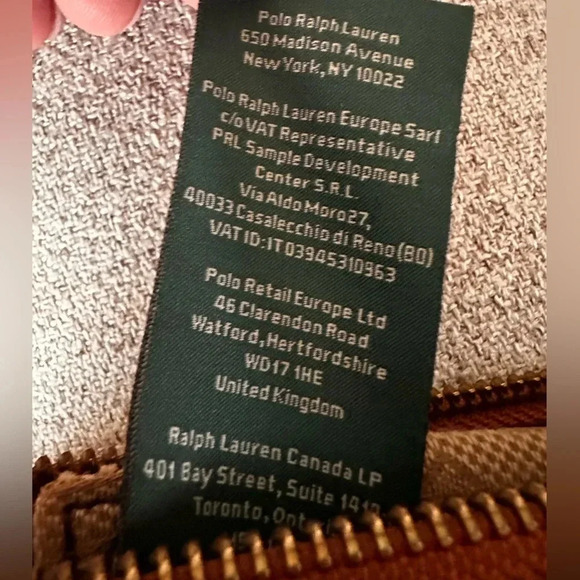 Polo Ralph Lauren
650 Madison Avenue
New York, NY 10022
Polo Ralph Lauren Europe Sarl
c/o VAT Representative
PRL Sample Development
Center S.R.L.
Via Aldo Moro 27,
40033 Casalecchio di Reno (BO)
VAT ID: IT03945310963
Polo Retail Europe Ltd
46 Clarendon Road
Watford, Hertfordshire
WD17 1HE
United Kingdom
Ralph Lauren Canada LP
401 Bay Street, Suite
Toronto,